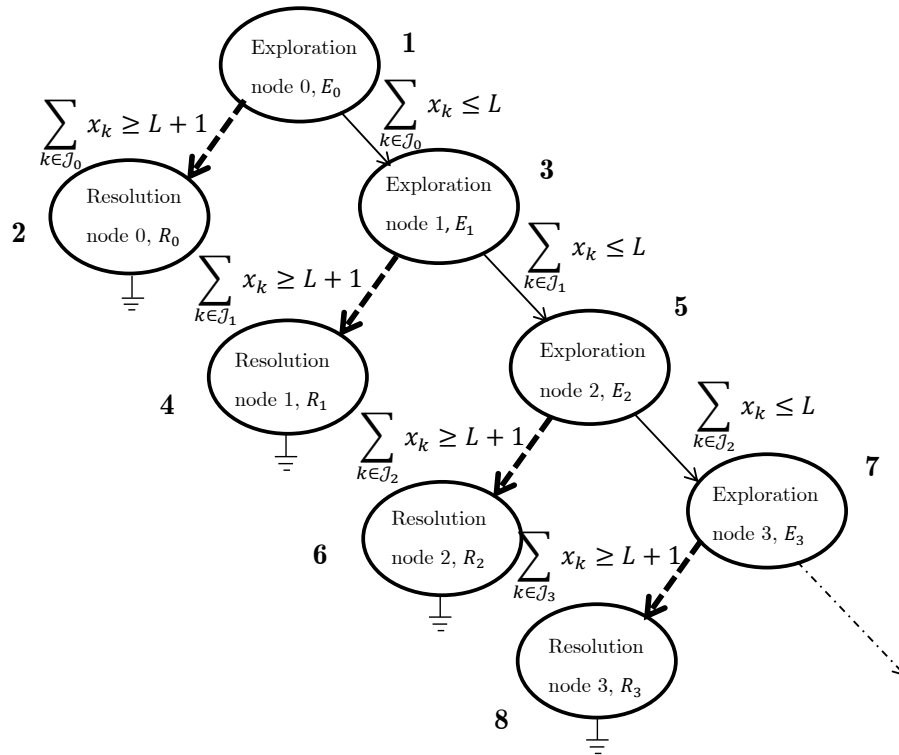 1
Exploration
node 0, E₀
∑_{k∈𝒥₀} x_k ≥ L + 1
∑_{k∈𝒥₀} x_k ≤ L
2
Resolution
node 0, R₀
3
Exploration
node 1, E₁
∑_{k∈𝒥₁} x_k ≥ L + 1
∑_{k∈𝒥₁} x_k ≤ L
4
Resolution
node 1, R₁
5
Exploration
node 2, E₂
∑_{k∈𝒥₂} x_k ≥ L + 1
∑_{k∈𝒥₂} x_k ≤ L
6
Resolution
node 2, R₂
7
Exploration
node 3, E₃
∑_{k∈𝒥₃} x_k ≥ L + 1
8
Resolution
node 3, R₃